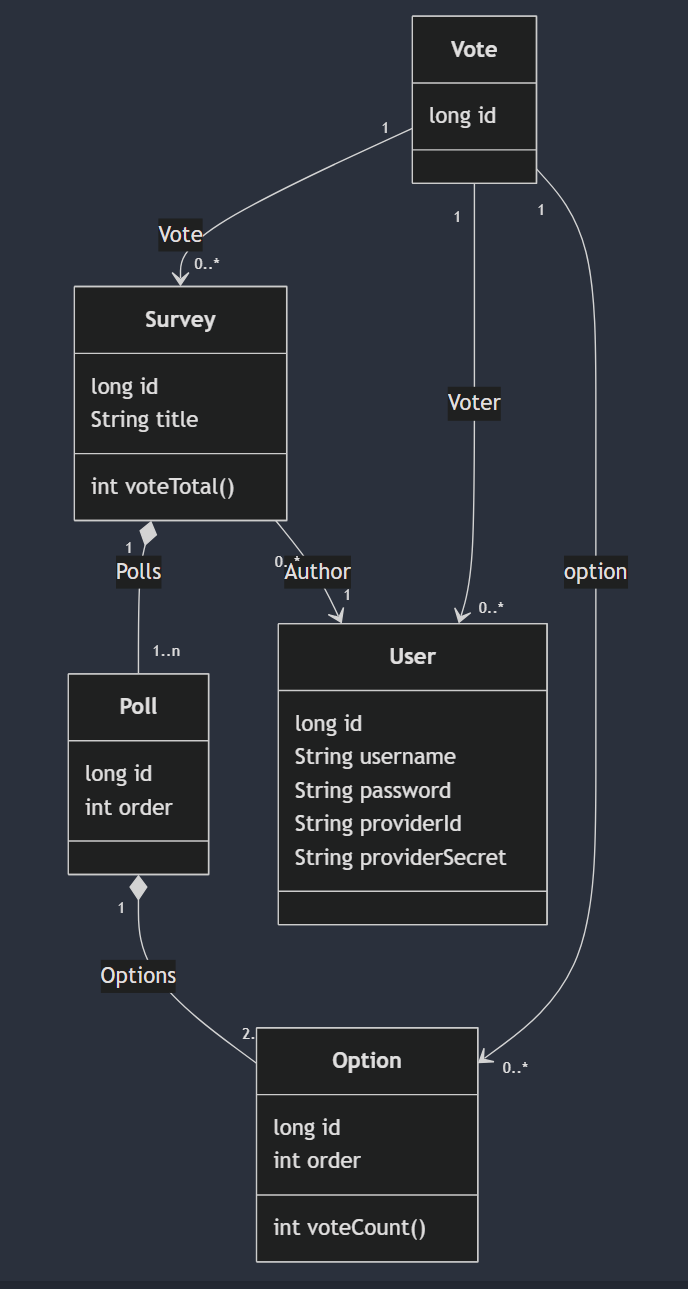 Vote
long id
1
1
1
Vote
0..*
Survey
long id
String title
int voteTotal()
Voter
1
Polls
0..*
Author
1
option
0..*
1..n
User
long id
String username
String password
String providerId
String providerSecret
Poll
long id
int order
1
Options
2.
0..*
Option
long id
int order
int voteCount()